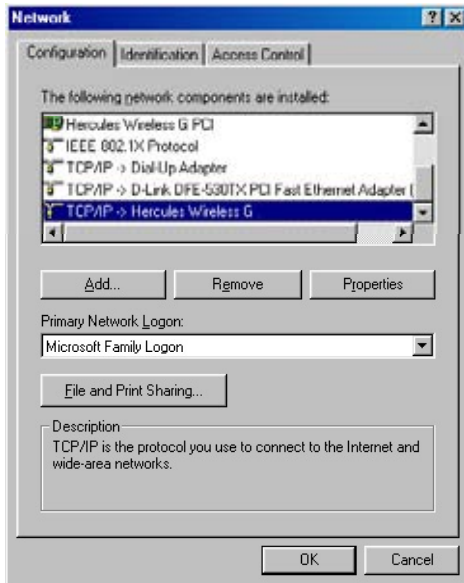 Network
Configuration Identification Access Control
The following network components are installed:
Hercules Wireless G PCI
IEEE 802.1X Protocol
TCP/IP -> Dial-Up Adapter
TCP/IP -> D-Link DFE-530TX PCI Fast Ethernet Adapter (
TCP/IP -> Hercules Wireless G
Add... Remove Properties
Primary Network Logon:
Microsoft Family Logon
File and Print Sharing...
Description
TCP/IP is the protocol you use to connect to the Internet and
wide-area networks.
OK Cancel